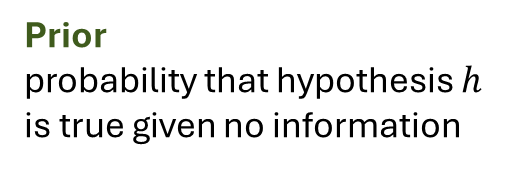 Prior
probability that hypothesis ℎ
is true given no information